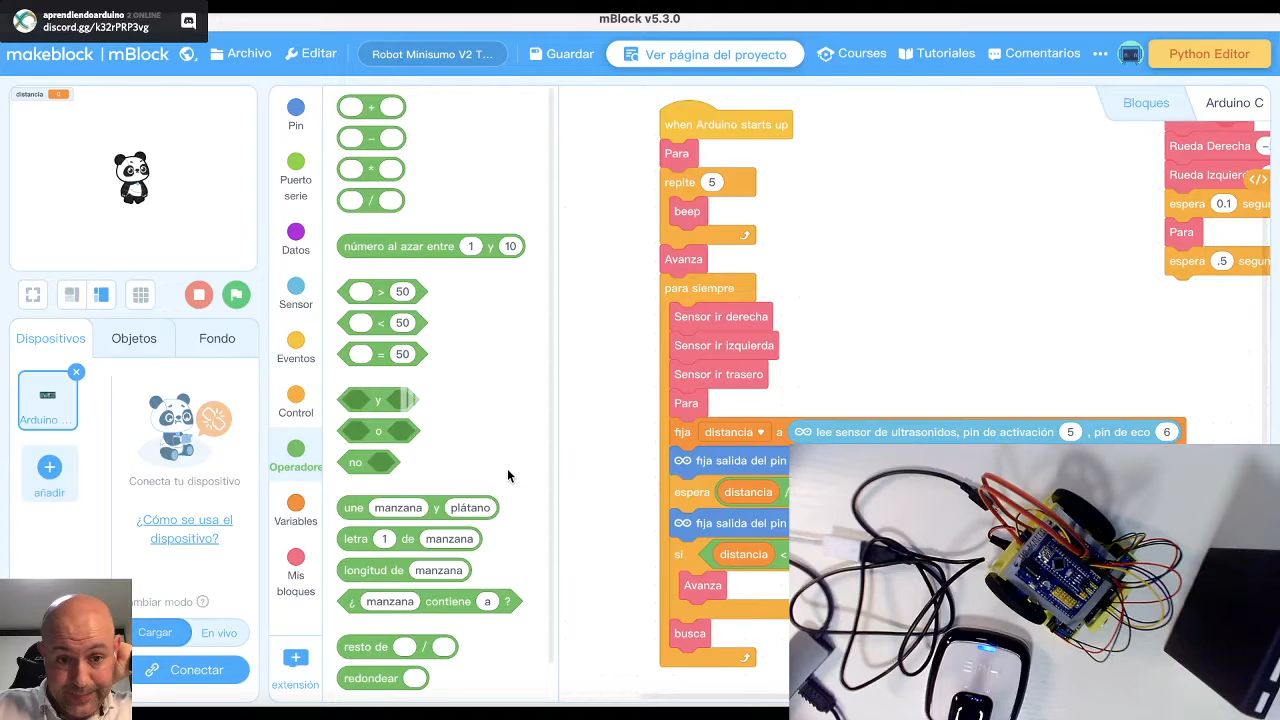 aprendiendoarduino 2 ONLINE
discord.gg/k32rPRP3vg
mBlock v5.3.0
makeblock | mBlock
Archivo
Editar
Robot Minisumo V2 T...
Guardar
Ver página del proyecto
Courses
Tutoriales
Comentarios
Python Editor
distancia 0
Dispositivos
Objetos
Fondo
Arduino ...
añadir
Conecta tu dispositivo
¿Cómo se usa el
dispositivo?
mbiar modo
Cargar
En vivo
Conectar
Pin
Puerto
serie
Datos
Sensor
Eventos
Control
Operadore
Variables
Mis
bloques
extensión
+
-
*
/
número al azar entre 1 y 10
> 50
< 50
= 50
y
o
no
une manzana y plátano
letra 1 de manzana
longitud de manzana
¿ manzana contiene a ?
resto de /
redondear
when Arduino starts up
Para
repite 5
beep
Avanza
para siempre
Sensor ir derecha
Sensor ir izquierda
Sensor ir trasero
Para
fija distancia a lee sensor de ultrasonidos, pin de activación 5 , pin de eco 6
fija salida del pin
espera distancia /
fija salida del pin
si distancia <
Avanza
busca
Bloques
Arduino C
Rueda Derecha -
Rueda Izquier
espera 0.1 segu
Para
espera .5 segun